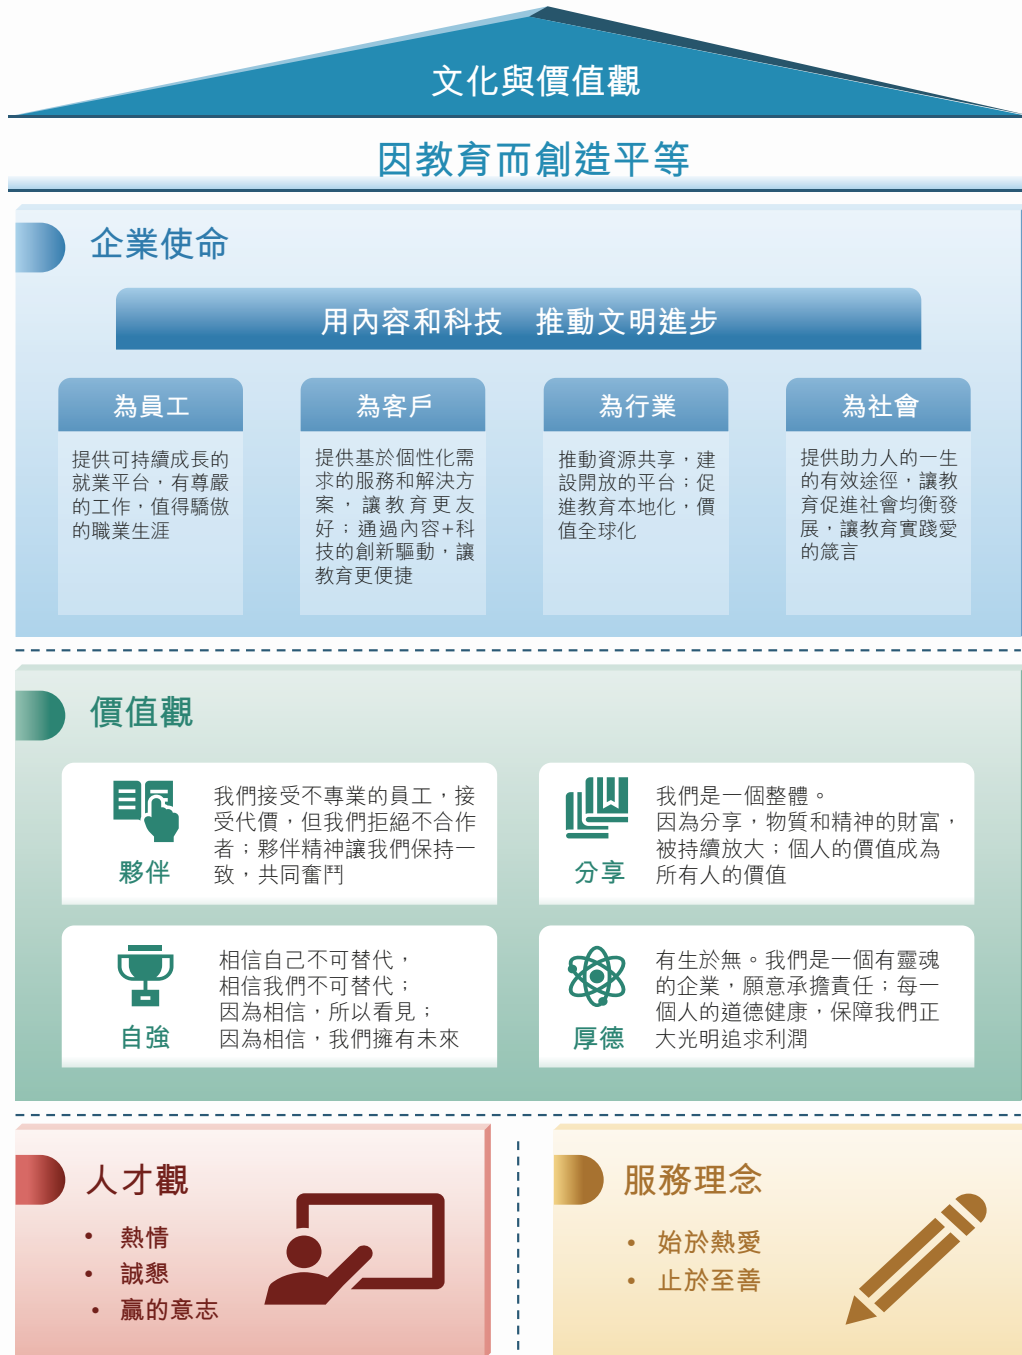 文化與價值觀
因教育而創造平等
企業使命
用內容和科技　推動文明進步
為員工
提供可持續成長的
就業平台，有尊嚴
的工作，值得驕傲
的職業生涯
為客戶
提供基於個性化需
求的服務和解決方
案，讓教育更友
好；通過內容+科
技的創新驅動，讓
教育更便捷
為行業
推動資源共享，建
設開放的平台；促
進教育本地化，價
值全球化
為社會
提供助力人的一生
的有效途徑，讓教
育促進社會均衡發
展，讓教育實踐愛
的箴言
價值觀
夥伴
我們接受不專業的員工，接
受代價，但我們拒絕不合作
者；夥伴精神讓我們保持一
致，共同奮鬥
分享
我們是一個整體。
因為分享，物質和精神的財富，
被持續放大；個人的價值成為
所有人的價值
自強
相信自己不可替代，
相信我們不可替代；
因為相信，所以看見；
因為相信，我們擁有未來
厚德
有生於無。我們是一個有靈魂
的企業，願意承擔責任；每一
個人的道德健康，保障我們正
大光明追求利潤
人才觀
• 熱情
• 誠懇
• 贏的意志
服務理念
• 始於熱愛
• 止於至善